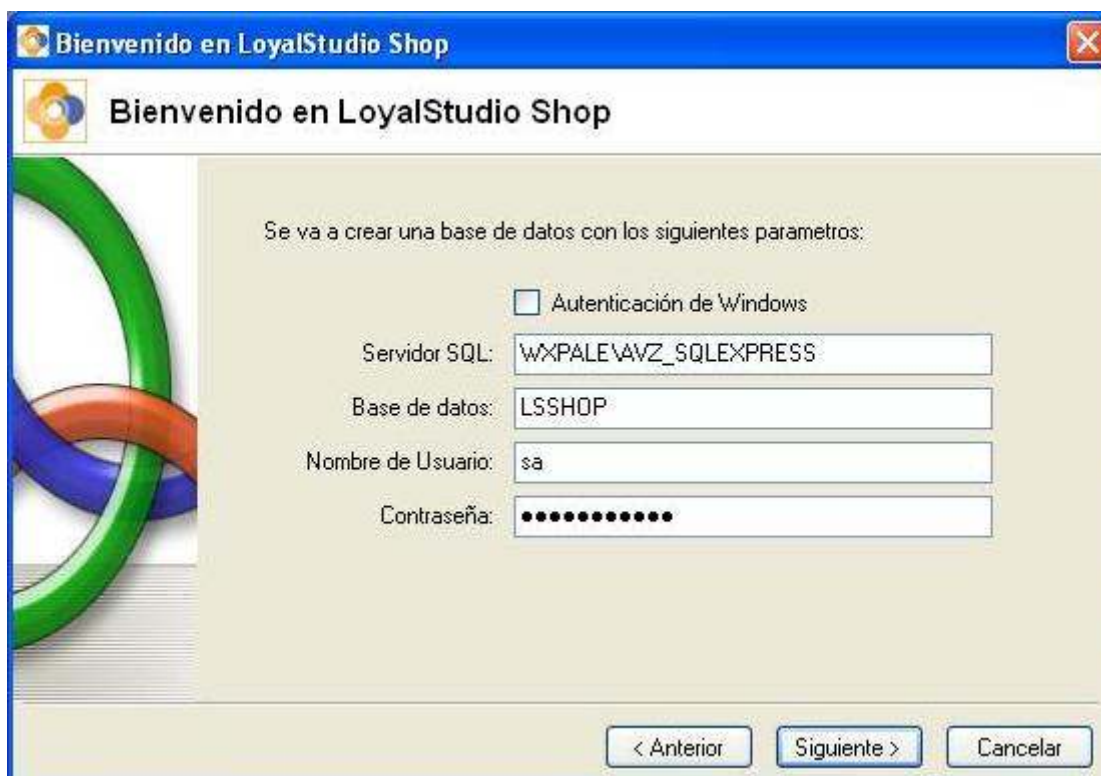 Bienvenido en LoyalStudio Shop
Bienvenido en LoyalStudio Shop
Se va a crear una base de datos con los siguientes parametros:
Autenticación de Windows
Servidor SQL: WXPALE\AVZ_SQLEXPRESS
Base de datos: LSSHOP
Nombre de Usuario: sa
Contraseña: ●●●●●●●●●●●
< Anterior Siguiente > Cancelar